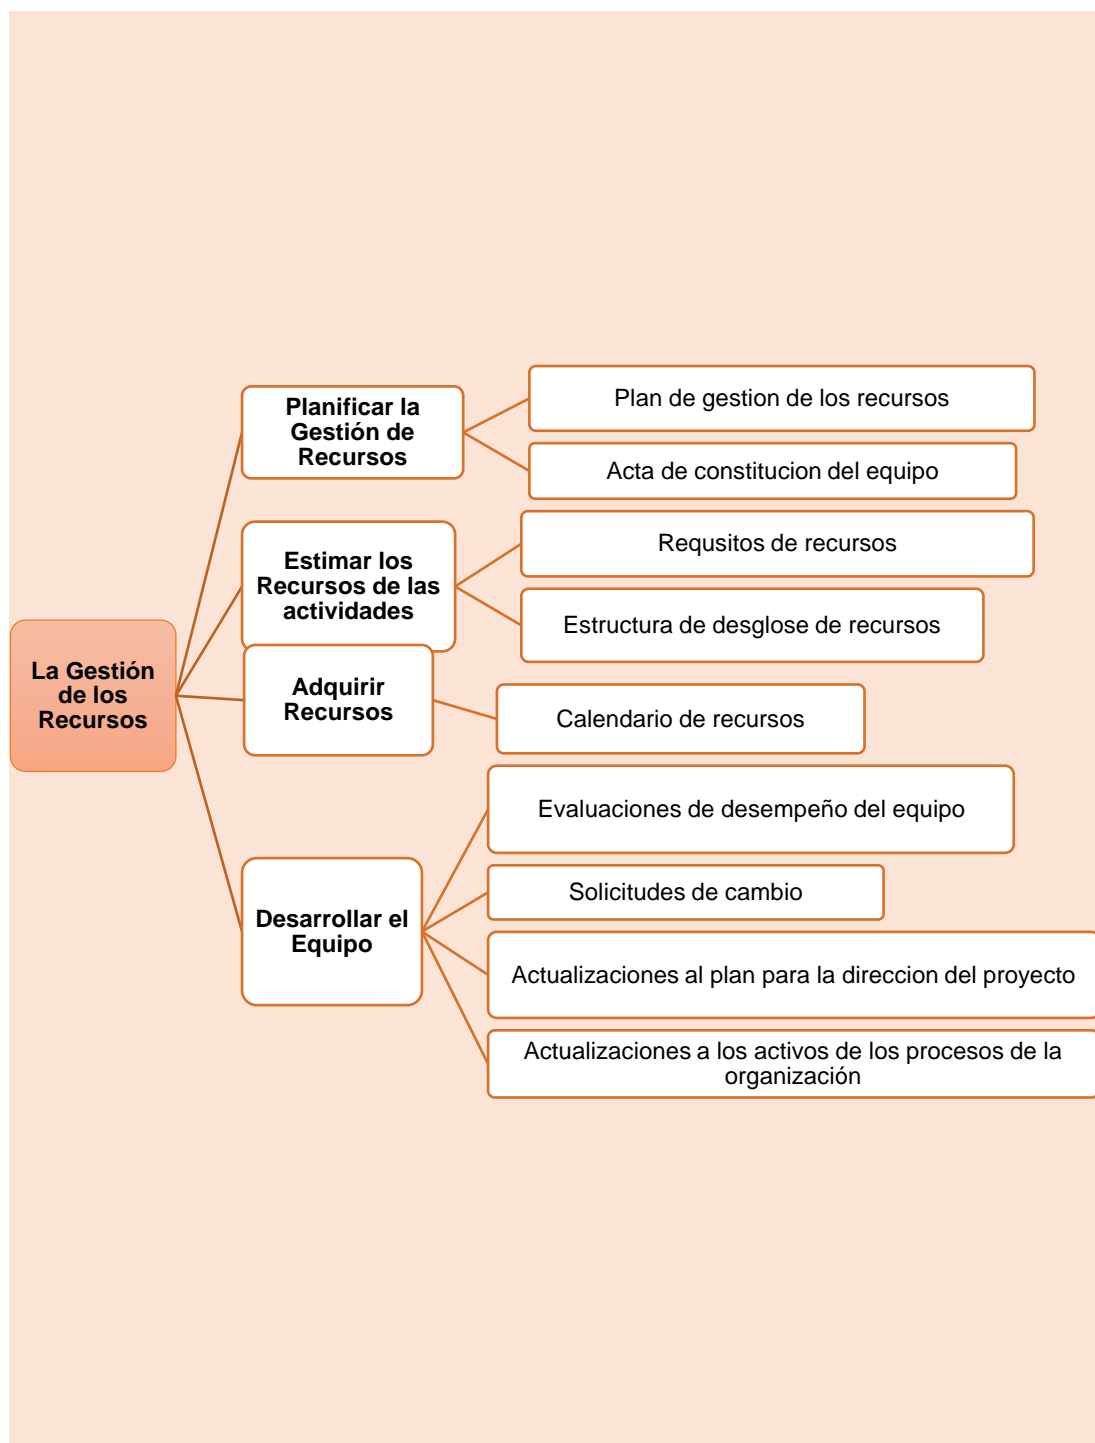 La Gestión
de los
Recursos
Planificar la
Gestión de
Recursos
Plan de gestion de los recursos
Acta de constitucion del equipo
Estimar los
Recursos de las
actividades
Requsitos de recursos
Estructura de desglose de recursos
Adquirir
Recursos
Calendario de recursos
Desarrollar el
Equipo
Evaluaciones de desempeño del equipo
Solicitudes de cambio
Actualizaciones al plan para la direccion del proyecto
Actualizaciones a los activos de los procesos de la
organización